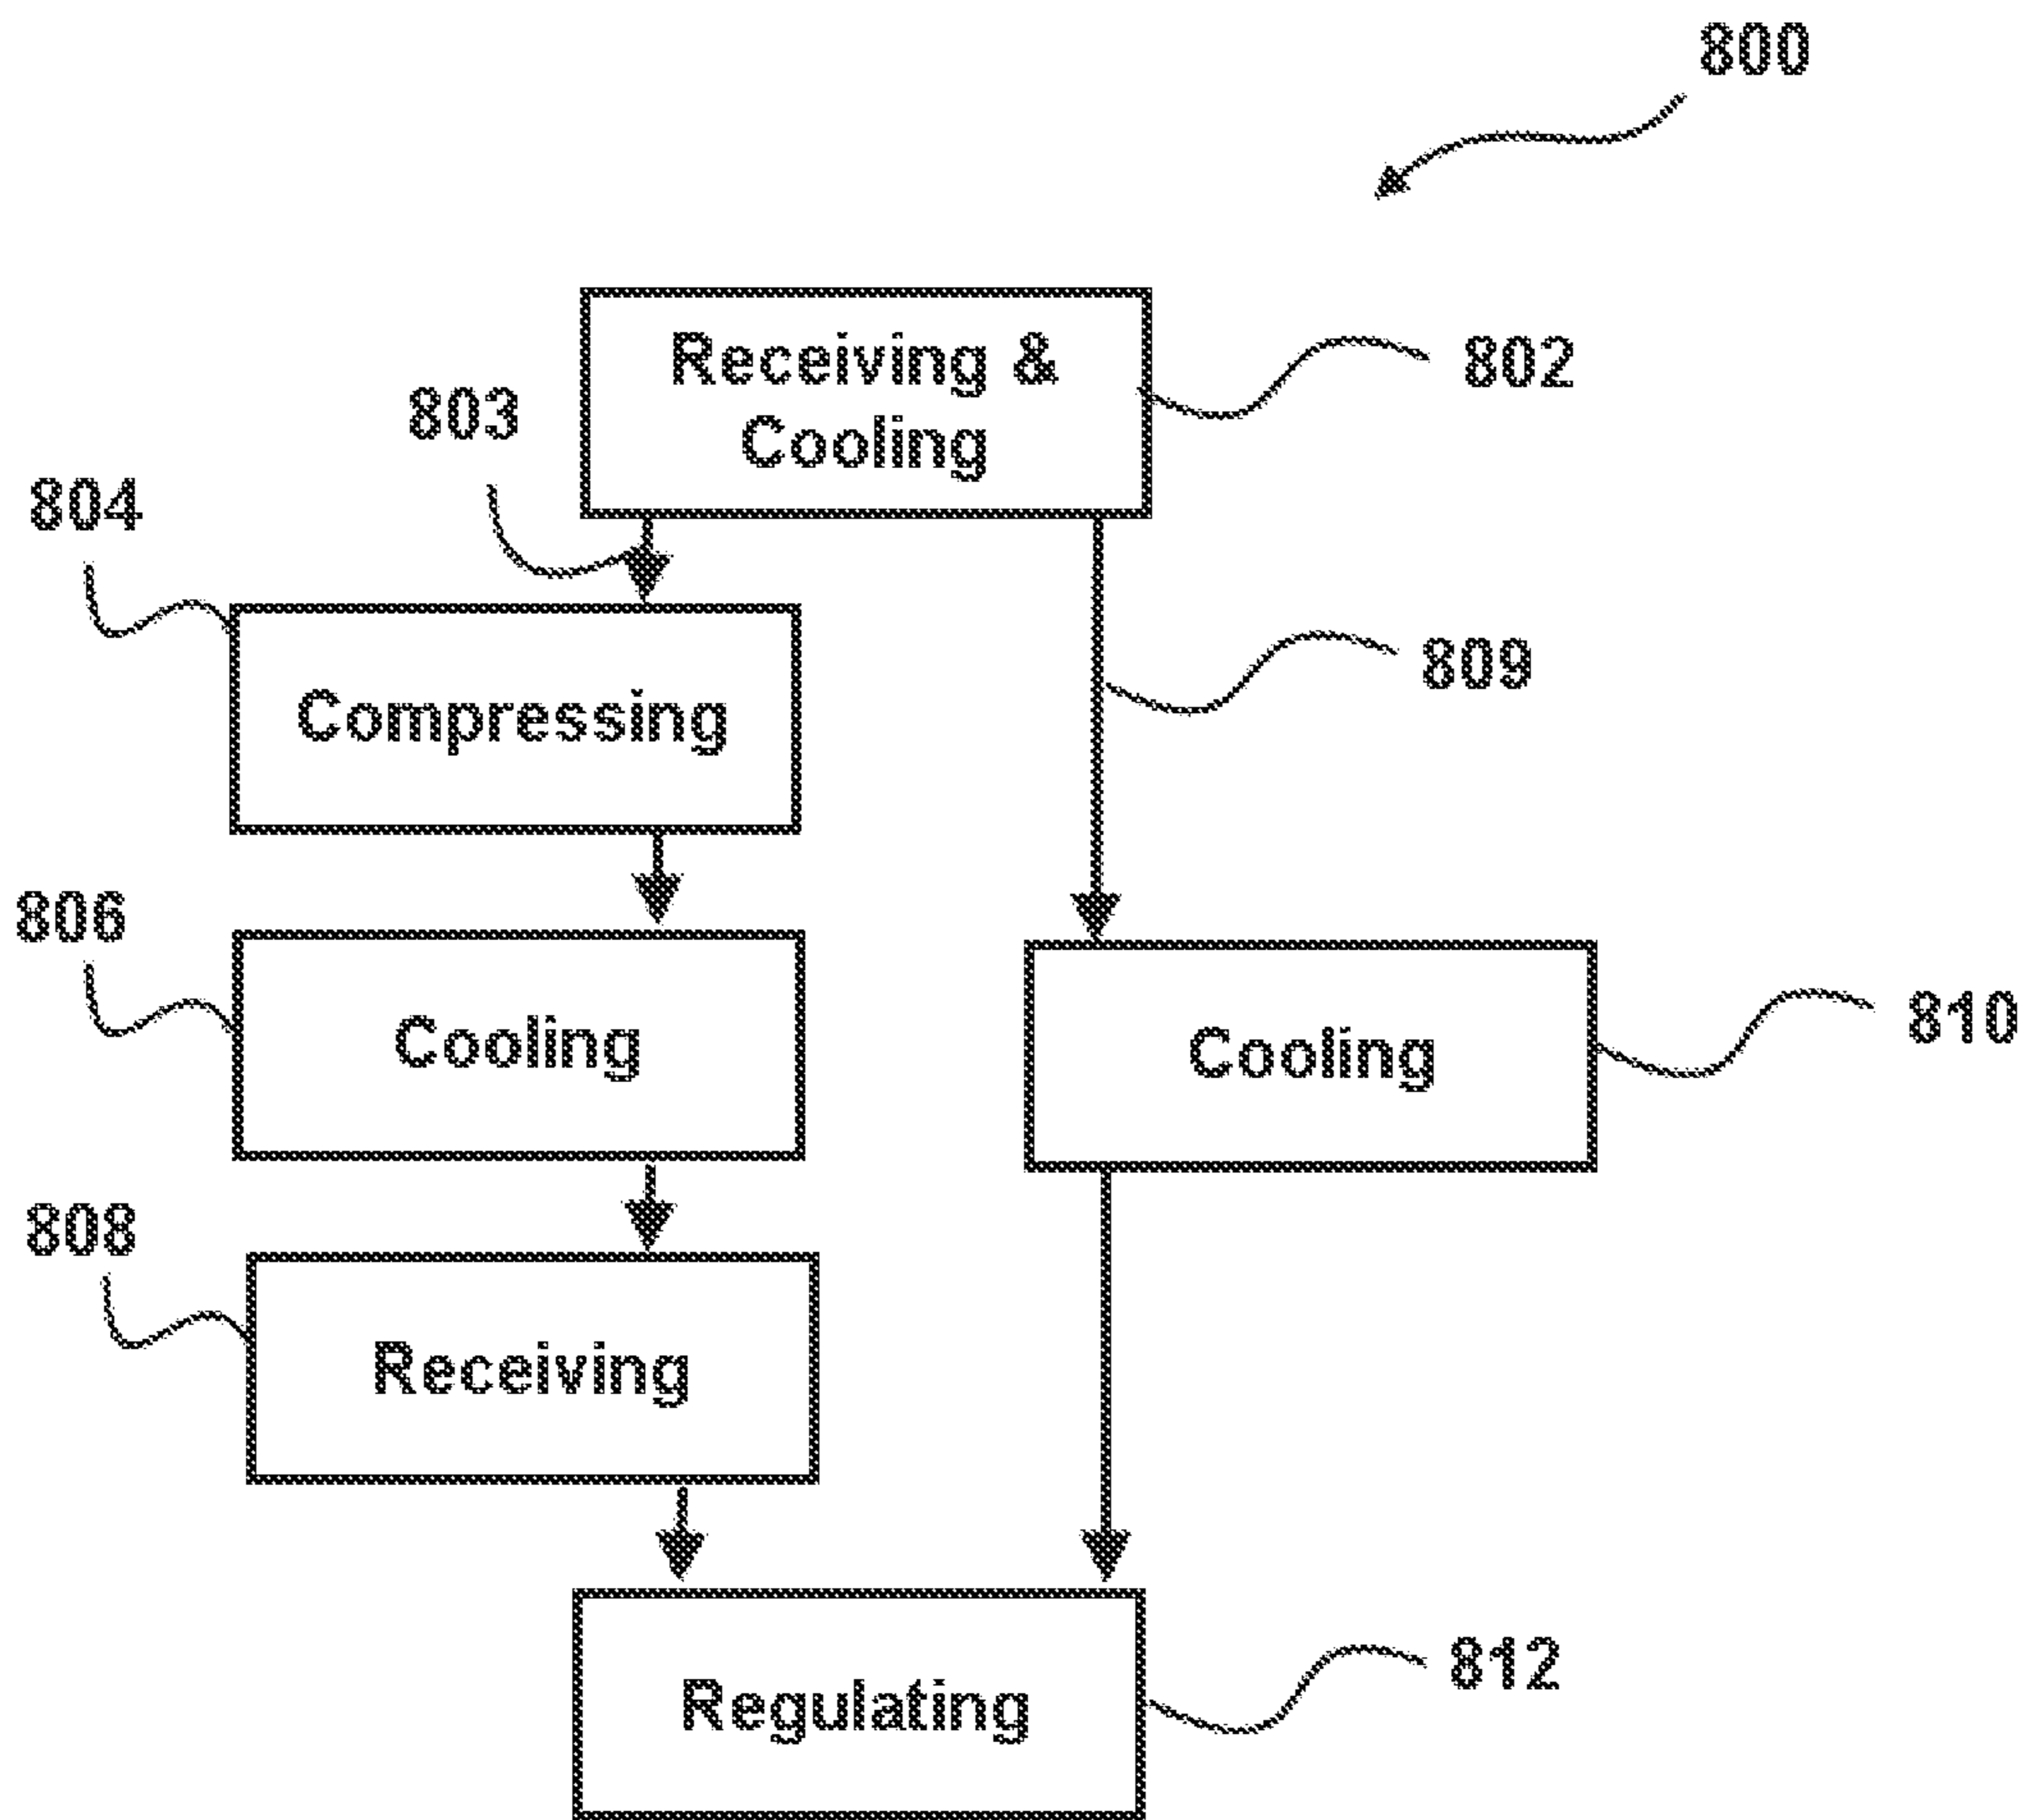 800
Receiving &
Cooling
802
803
804
Compressing
809
806
Cooling
Cooling
810
808
Receiving
Regulating
812